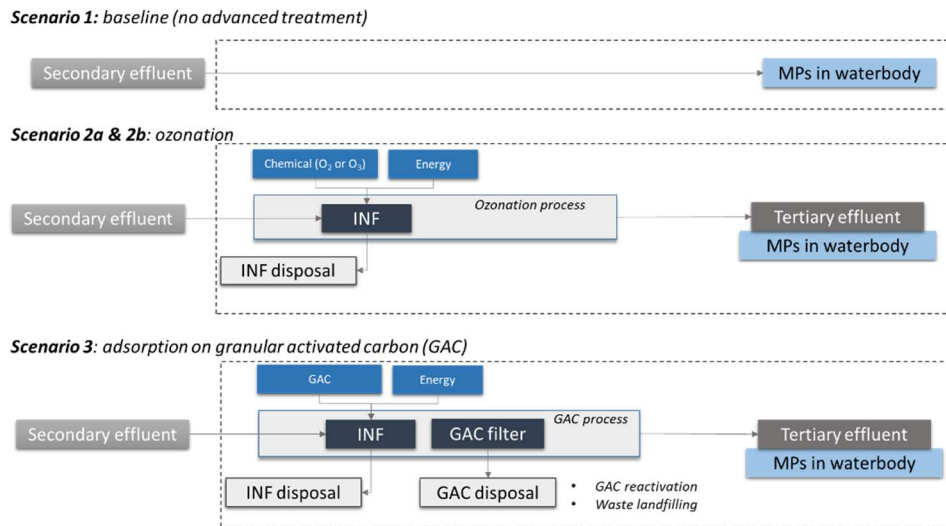 Scenario 1: baseline (no advanced treatment)
Secondary effluent
MPs in waterbody
Scenario 2a & 2b: ozonation
Chemical (O₂ or O₃)
Energy
Secondary effluent
INF
Ozonation process
Tertiary effluent
MPs in waterbody
INF disposal
Scenario 3: adsorption on granular activated carbon (GAC)
GAC
Energy
Secondary effluent
INF
GAC filter
GAC process
Tertiary effluent
MPs in waterbody
INF disposal
GAC disposal
• GAC reactivation
• Waste landfilling